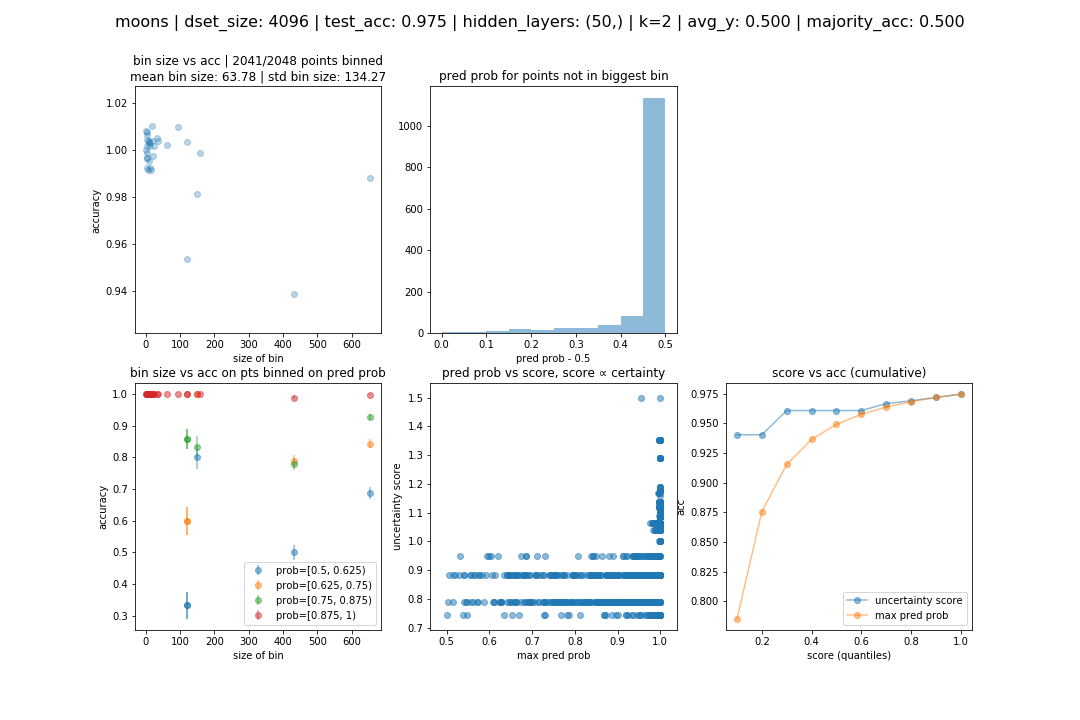 moons | dset_size: 4096 | test_acc: 0.975 | hidden_layers: (50,) | k=2 | avg_y: 0.500 | majority_acc: 0.500
bin size vs acc | 2041/2048 points binned
mean bin size: 63.78 | std bin size: 134.27
1.02
1.00
0.98
0.96
0.94
accuracy
0 100 200 300 400 500 600
size of bin
pred prob for points not in biggest bin
1000
800
600
400
200
0
0.0 0.1 0.2 0.3 0.4 0.5
pred prob - 0.5
bin size vs acc on pts binned on pred prob
1.0
0.9
0.8
0.7
0.6
0.5
0.4
0.3
accuracy
prob=[0.5, 0.625)
prob=[0.625, 0.75)
prob=[0.75, 0.875)
prob=[0.875, 1)
0 100 200 300 400 500 600
size of bin
pred prob vs score, score ∝ certainty
1.5
1.4
1.3
1.2
1.1
1.0
0.9
0.8
0.7
uncertainty score
0.5 0.6 0.7 0.8 0.9 1.0
max pred prob
score vs acc (cumulative)
0.975
0.950
0.925
0.900
0.875
0.850
0.825
0.800
acc
uncertainty score
max pred prob
0.2 0.4 0.6 0.8 1.0
score (quantiles)